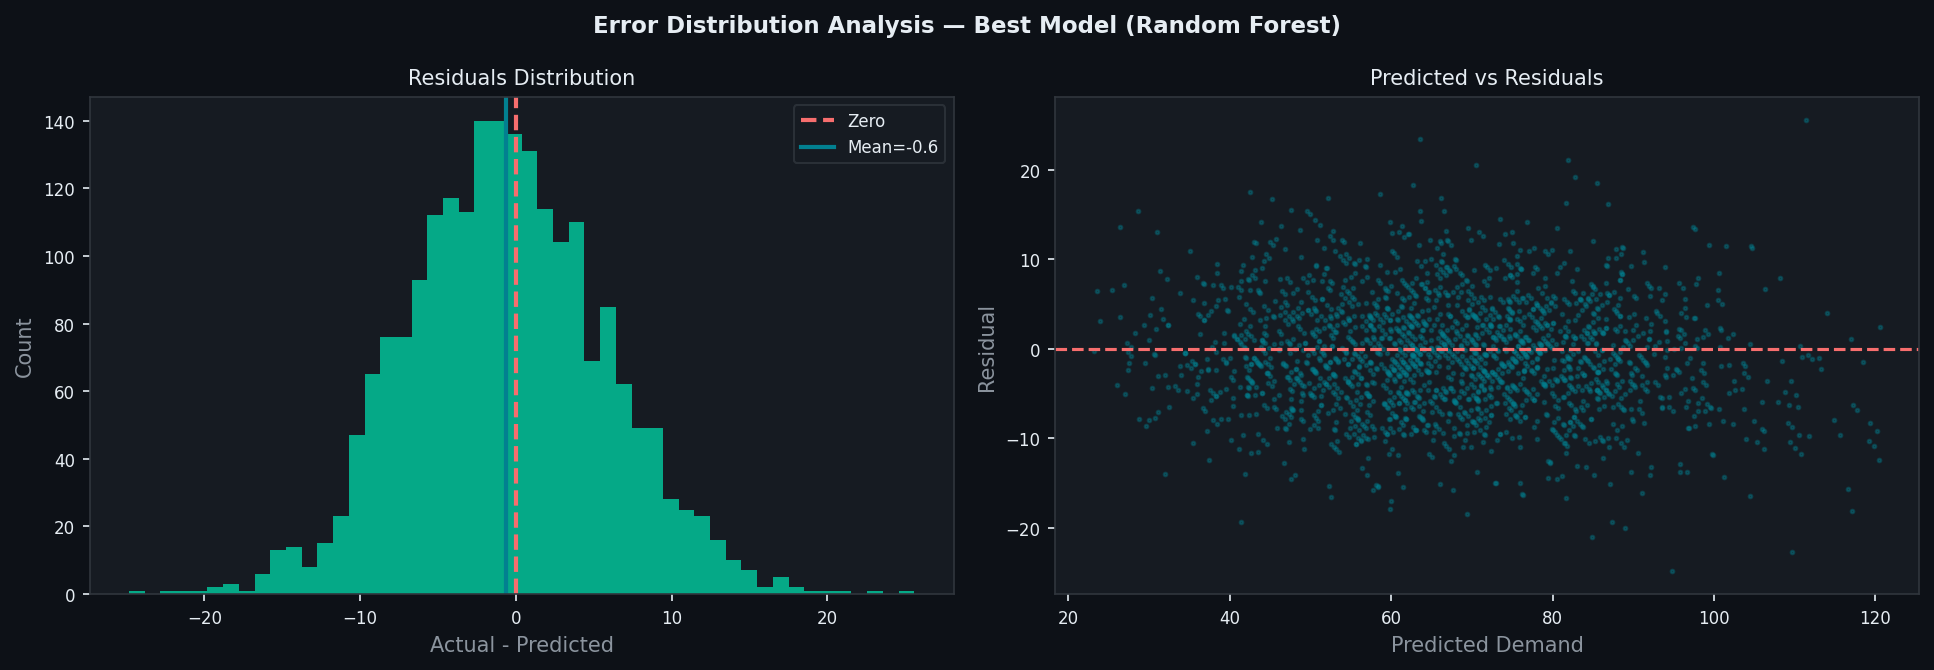 Error Distribution Analysis — Best Model (Random Forest)
Residuals Distribution
Count
140
120
100
80
60
40
20
0
−20
−10
0
10
20
Actual - Predicted
Zero
Mean=-0.6
Predicted vs Residuals
Residual
20
10
0
−10
−20
20
40
60
80
100
120
Predicted Demand